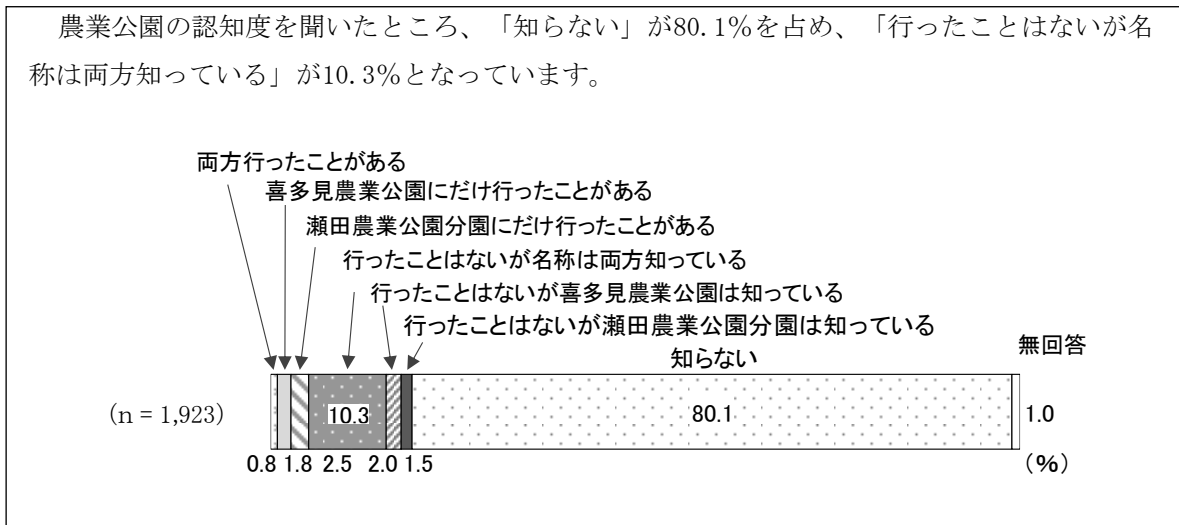 農業公園の認知度を聞いたところ、「知らない」が80.1％を占め、「行ったことはないが名
称は両方知っている」が10.3％となっています。
両方行ったことがある
喜多見農業公園にだけ行ったことがある
瀬田農業公園分園にだけ行ったことがある
行ったことはないが名称は両方知っている
行ったことはないが喜多見農業公園は知っている
行ったことはないが瀬田農業公園分園は知っている
知らない
無回答
(n = 1,923)
10.3
80.1
1.0
0.8 1.8 2.5 2.0 1.5
(％)